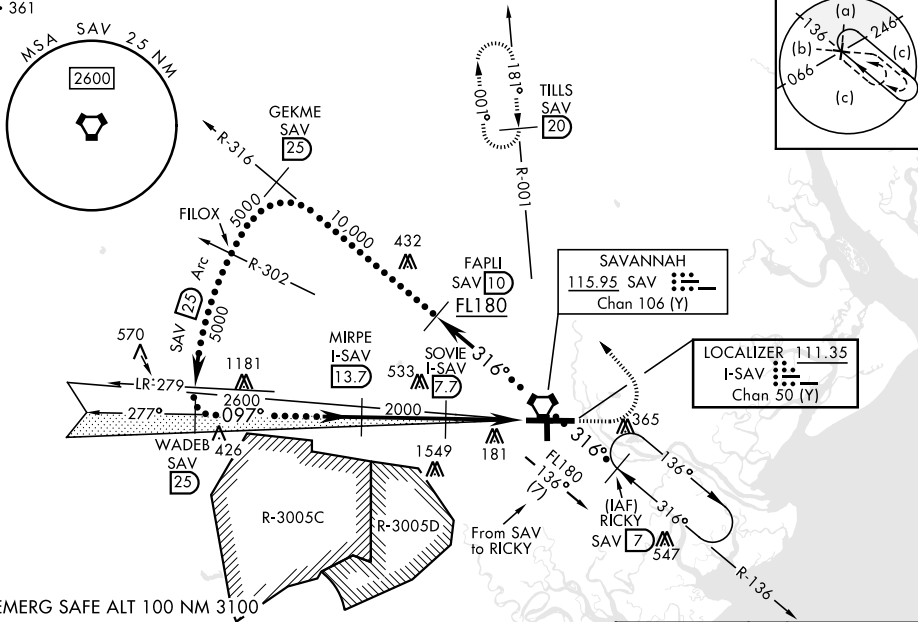 361
MSA SAV 25 NM
2600
GEKME
SAV
25
R-316
5000
10,000
FILOX
R-302
432
FAPLI
SAV 10
FL180
SAV 25 Arc
5000
181°
001°
TILLS
SAV
20
R-001
(a)
136
246
(b)
(c)
066
(c)
SAVANNAH
115.95 SAV
Chan 106 (Y)
LOCALIZER 111.35
I-SAV
Chan 50 (Y)
570
1181
MIRPE
I-SAV
13.7
533
SOVIE
I-SAV
7.7
316°
LR-279
2600
277°
097°
2000
WADEB
SAV
25
426
1549
181
365
316°
FL180
136°
(7)
136°
316°
(IAF)
RICKY
SAV 7
547
From SAV
to RICKY
R-136
R-3005C
R-3005D
EMERG SAFE ALT 100 NM 3100